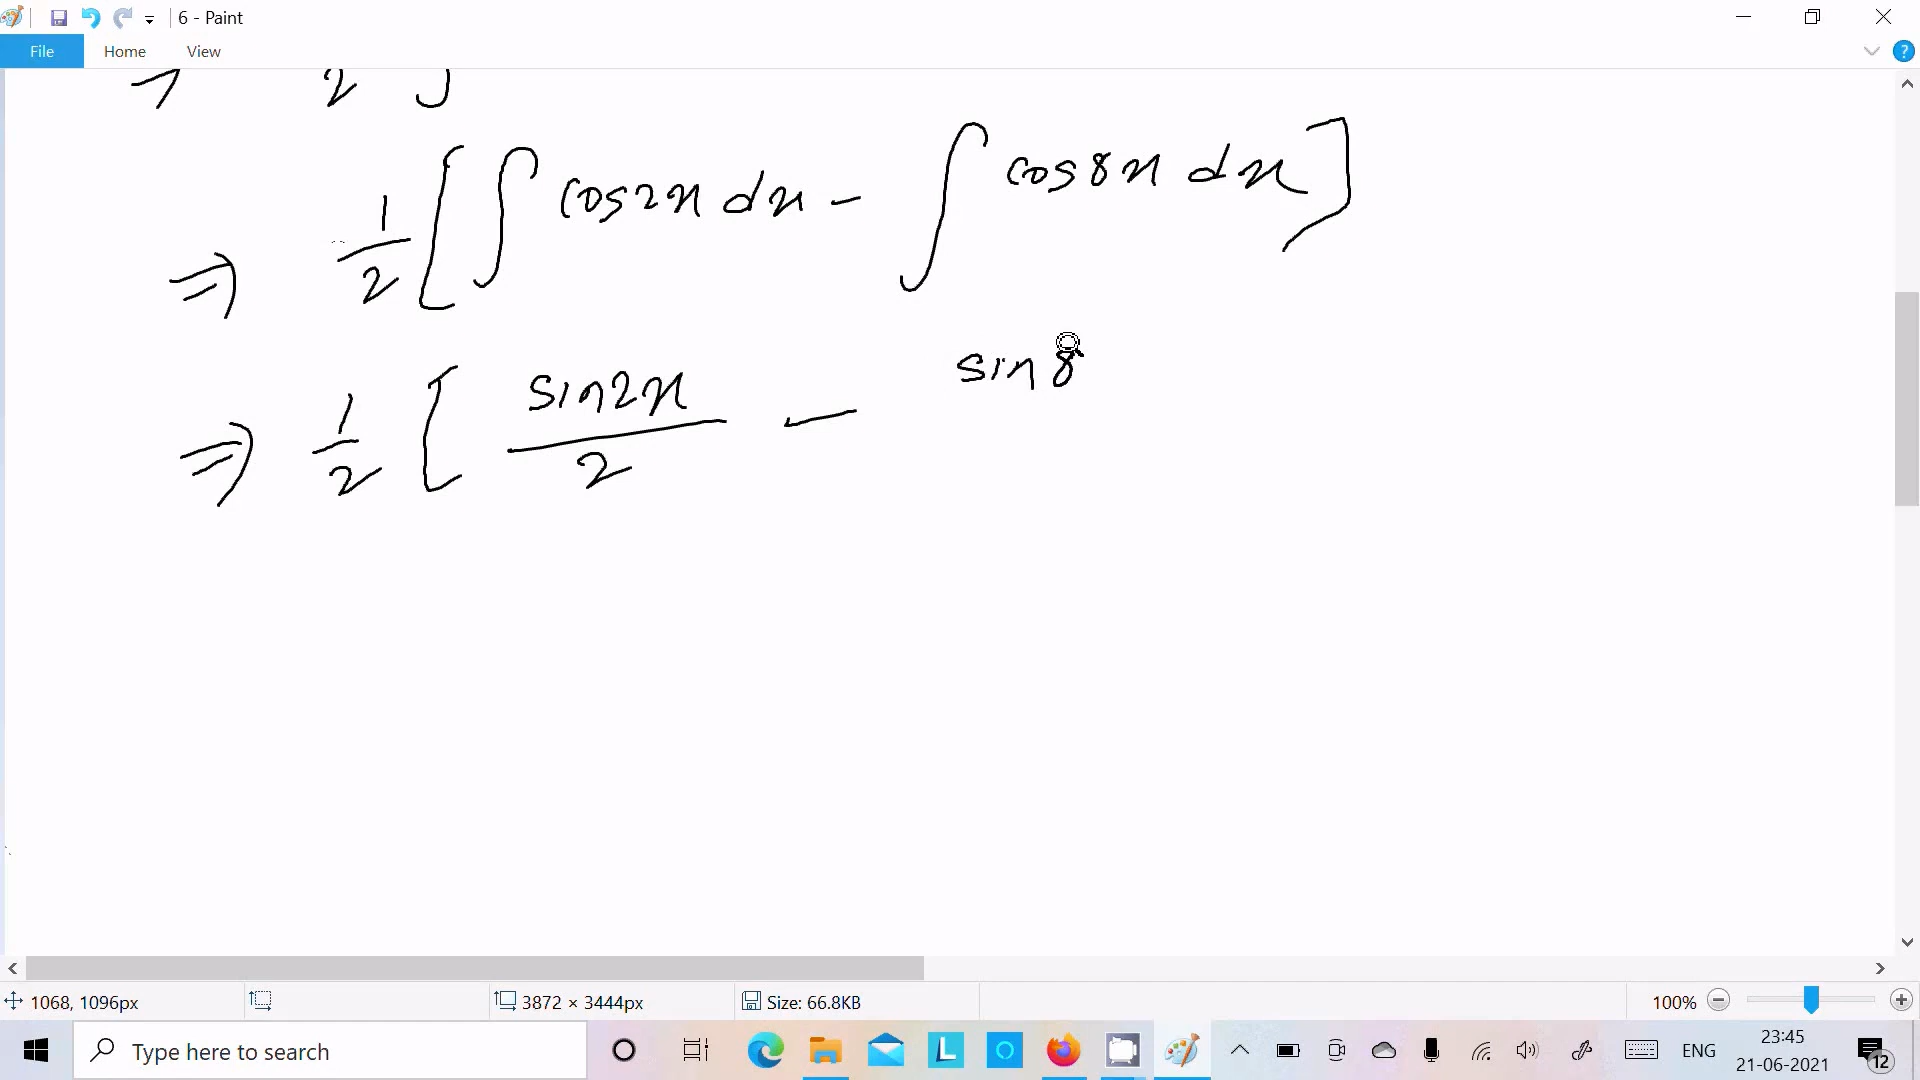 6 - Paint
File Home View
⇒ 2 ∫
⇒ 1/2 [ ∫ cos2x dx - ∫ cos8x dx ]
⇒ 1/2 [ sin2x/2 - sin8
1068, 1096px 3872 × 3444px Size: 66.8KB 100%
Type here to search ENG 23:45
21-06-2021 12